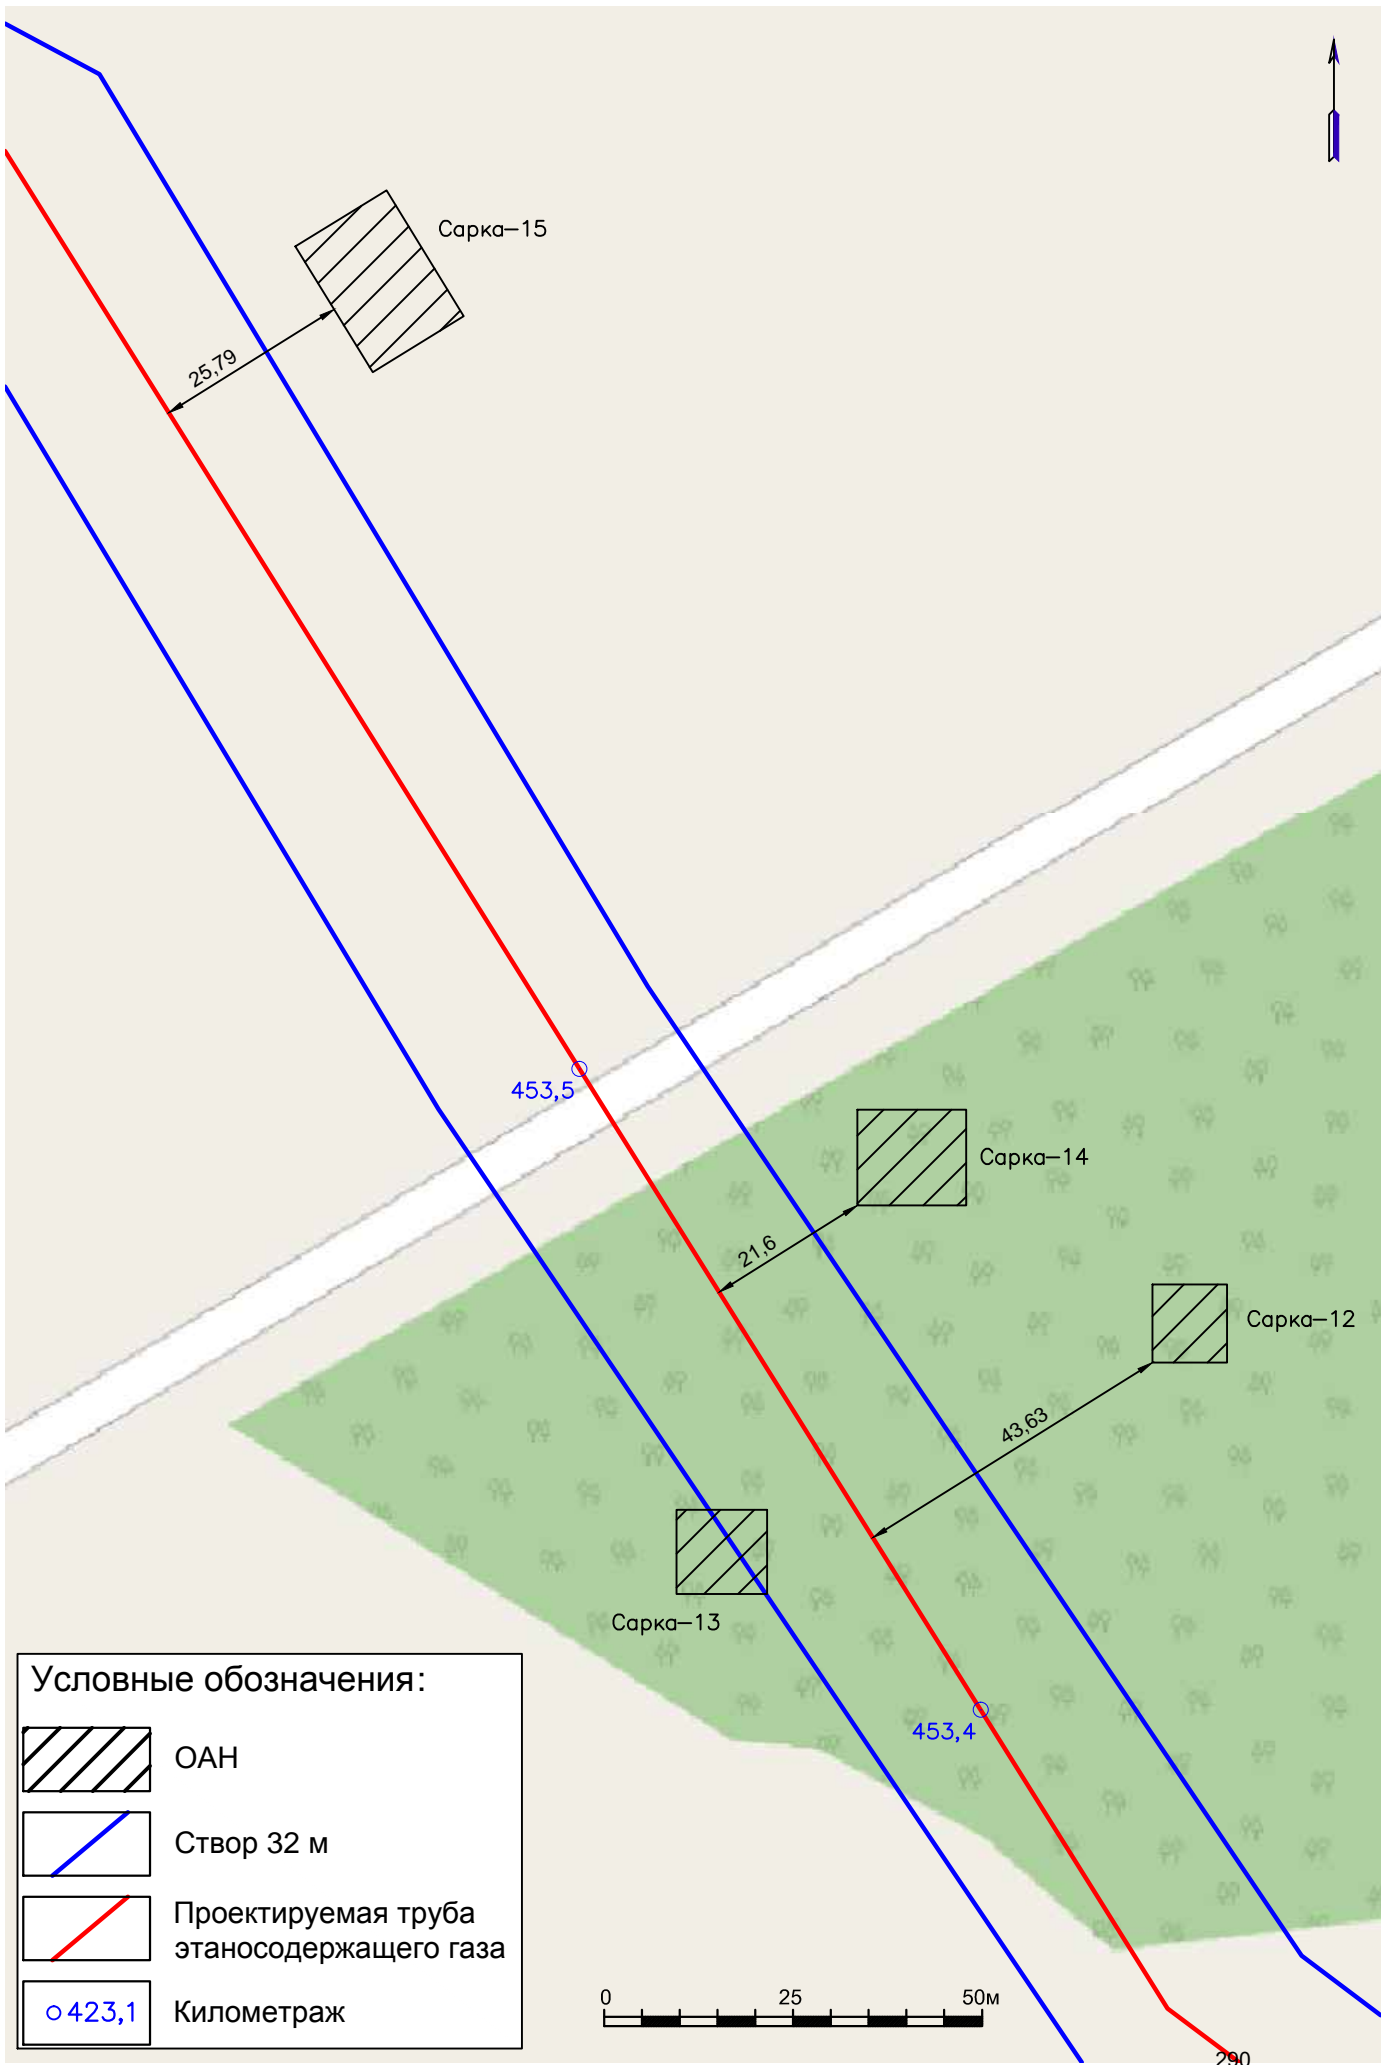 Сарка–15
25,79
453,5
Сарка–14
21,6
Сарка–12
43,63
Сарка–13
453,4
Условные обозначения:
ОАН
Створ 32 м
Проектируемая труба
этаносодержащего газа
423,1 Километраж
0 25 50м
290